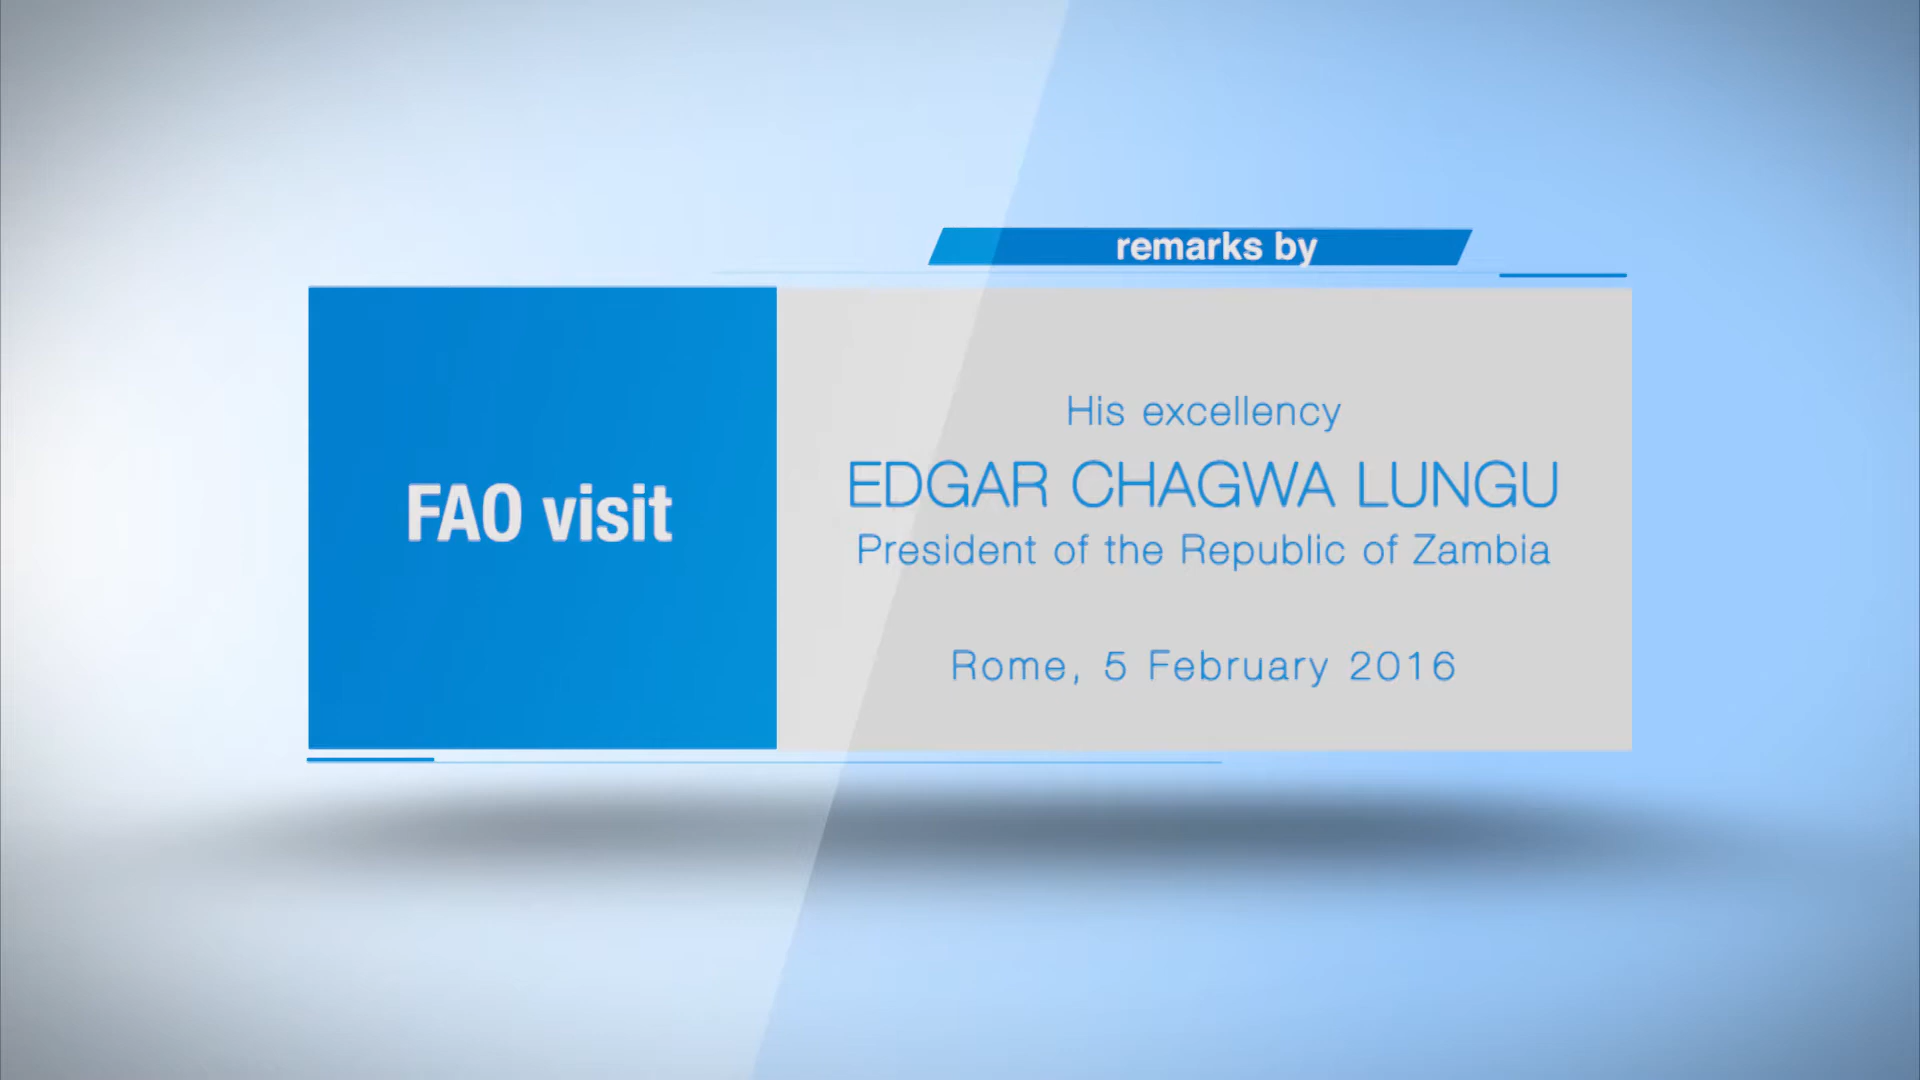 remarks by
FAO visit
His excellency
EDGAR CHAGWA LUNGU
President of the Republic of Zambia
Rome, 5 February 2016